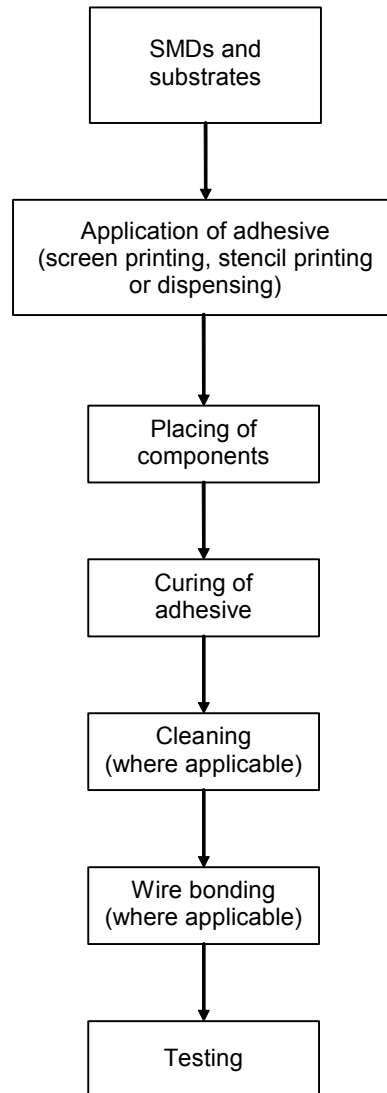 SMDs and
substrates
Application of adhesive
(screen printing, stencil printing
or dispensing)
Placing of
components
Curing of
adhesive
Cleaning
(where applicable)
Wire bonding
(where applicable)
Testing